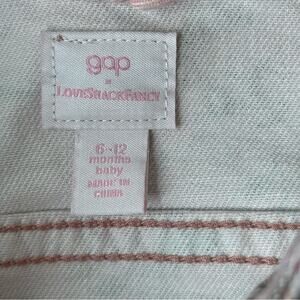 gap
×
LOVESHACKFANCY
6-12
months
baby
MADE IN
CHINA